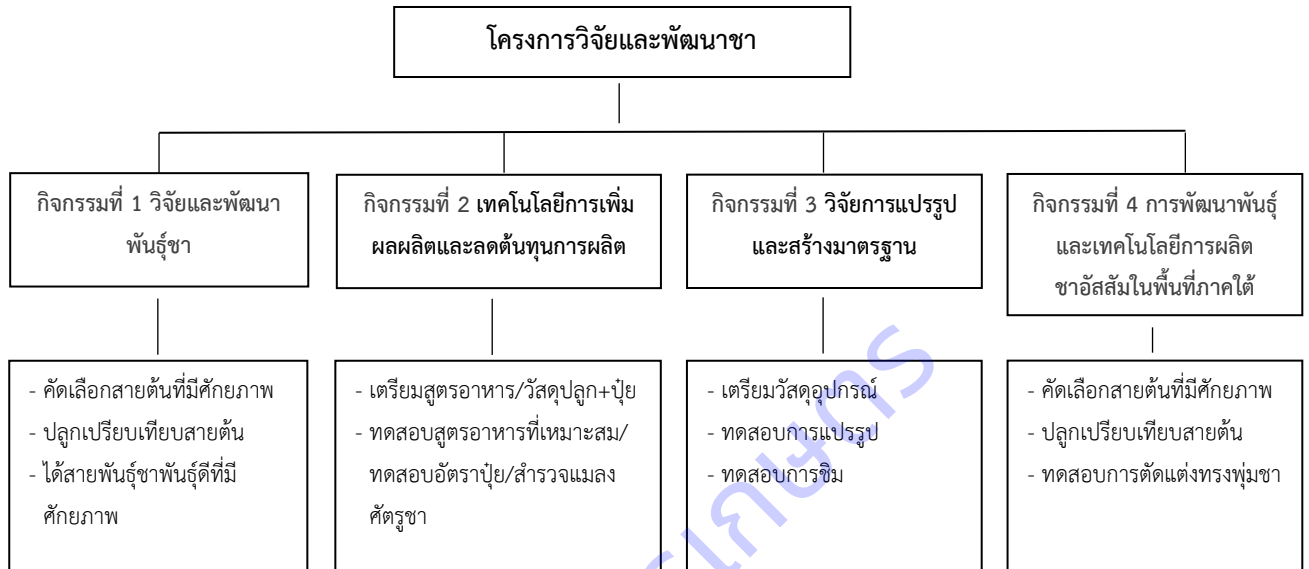 โครงการวิจัยและพัฒนาชา
กิจกรรมที่ 1 วิจัยและพัฒนา
พันธุ์ชา
กิจกรรมที่ 2 เทคโนโลยีการเพิ่ม
ผลผลิตและลดต้นทุนการผลิต
กิจกรรมที่ 3 วิจัยการแปรรูป
และสร้างมาตรฐาน
กิจกรรมที่ 4 การพัฒนาพันธุ์
และเทคโนโลยีการผลิต
ชาอัสสัมในพื้นที่ภาคใต้
- คัดเลือกสายต้นที่มีศักยภาพ
- ปลูกเปรียบเทียบสายต้น
- ได้สายพันธุ์ชาพันธุ์ดีที่มี
ศักยภาพ
- เตรียมสูตรอาหาร/วัสดุปลูก+ปุ๋ย
- ทดสอบสูตรอาหารที่เหมาะสม/
ทดสอบอัตราปุ๋ย/สำรวจแมลง
ศัตรูชา
- เตรียมวัสดุอุปกรณ์
- ทดสอบการแปรรูป
- ทดสอบการชิม
- คัดเลือกสายต้นที่มีศักยภาพ
- ปลูกเปรียบเทียบสายต้น
- ทดสอบการตัดแต่งทรงพุ่มชา